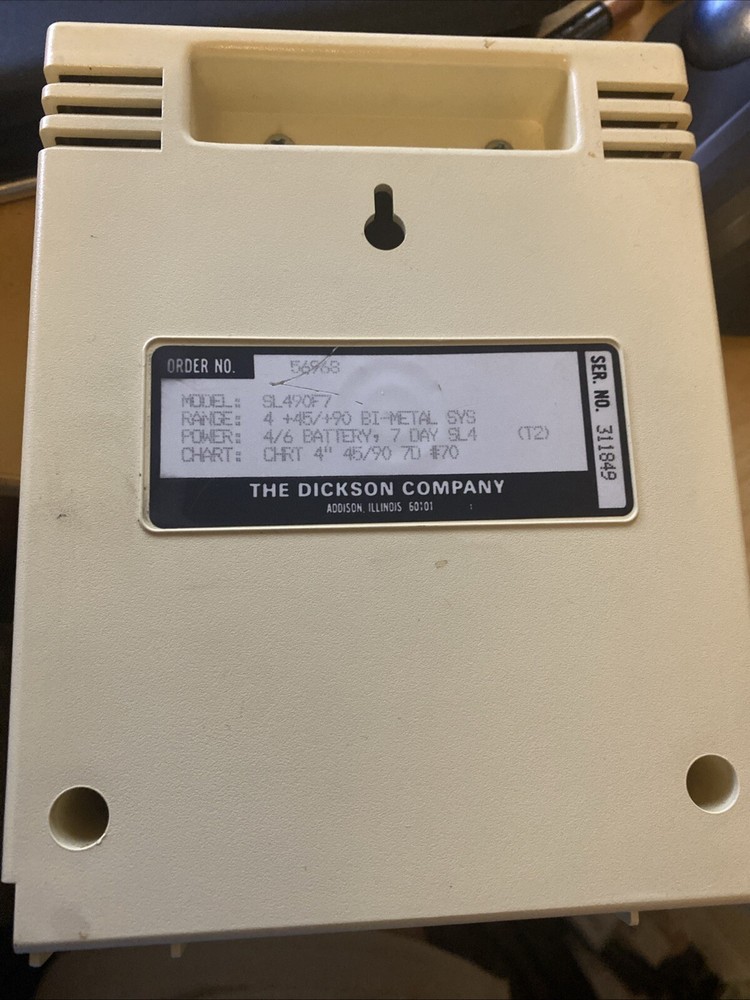 ORDER NO. 56968
MODEL: SL490F7
RANGE: 4 +45/+90 BI-METAL SYS
POWER: 4/6 BATTERY, 7 DAY SL4 (T2)
CHART: CHRT 4" 45/90 7D #70
THE DICKSON COMPANY
ADDISON, ILLINOIS 60101
SER. NO. 311849